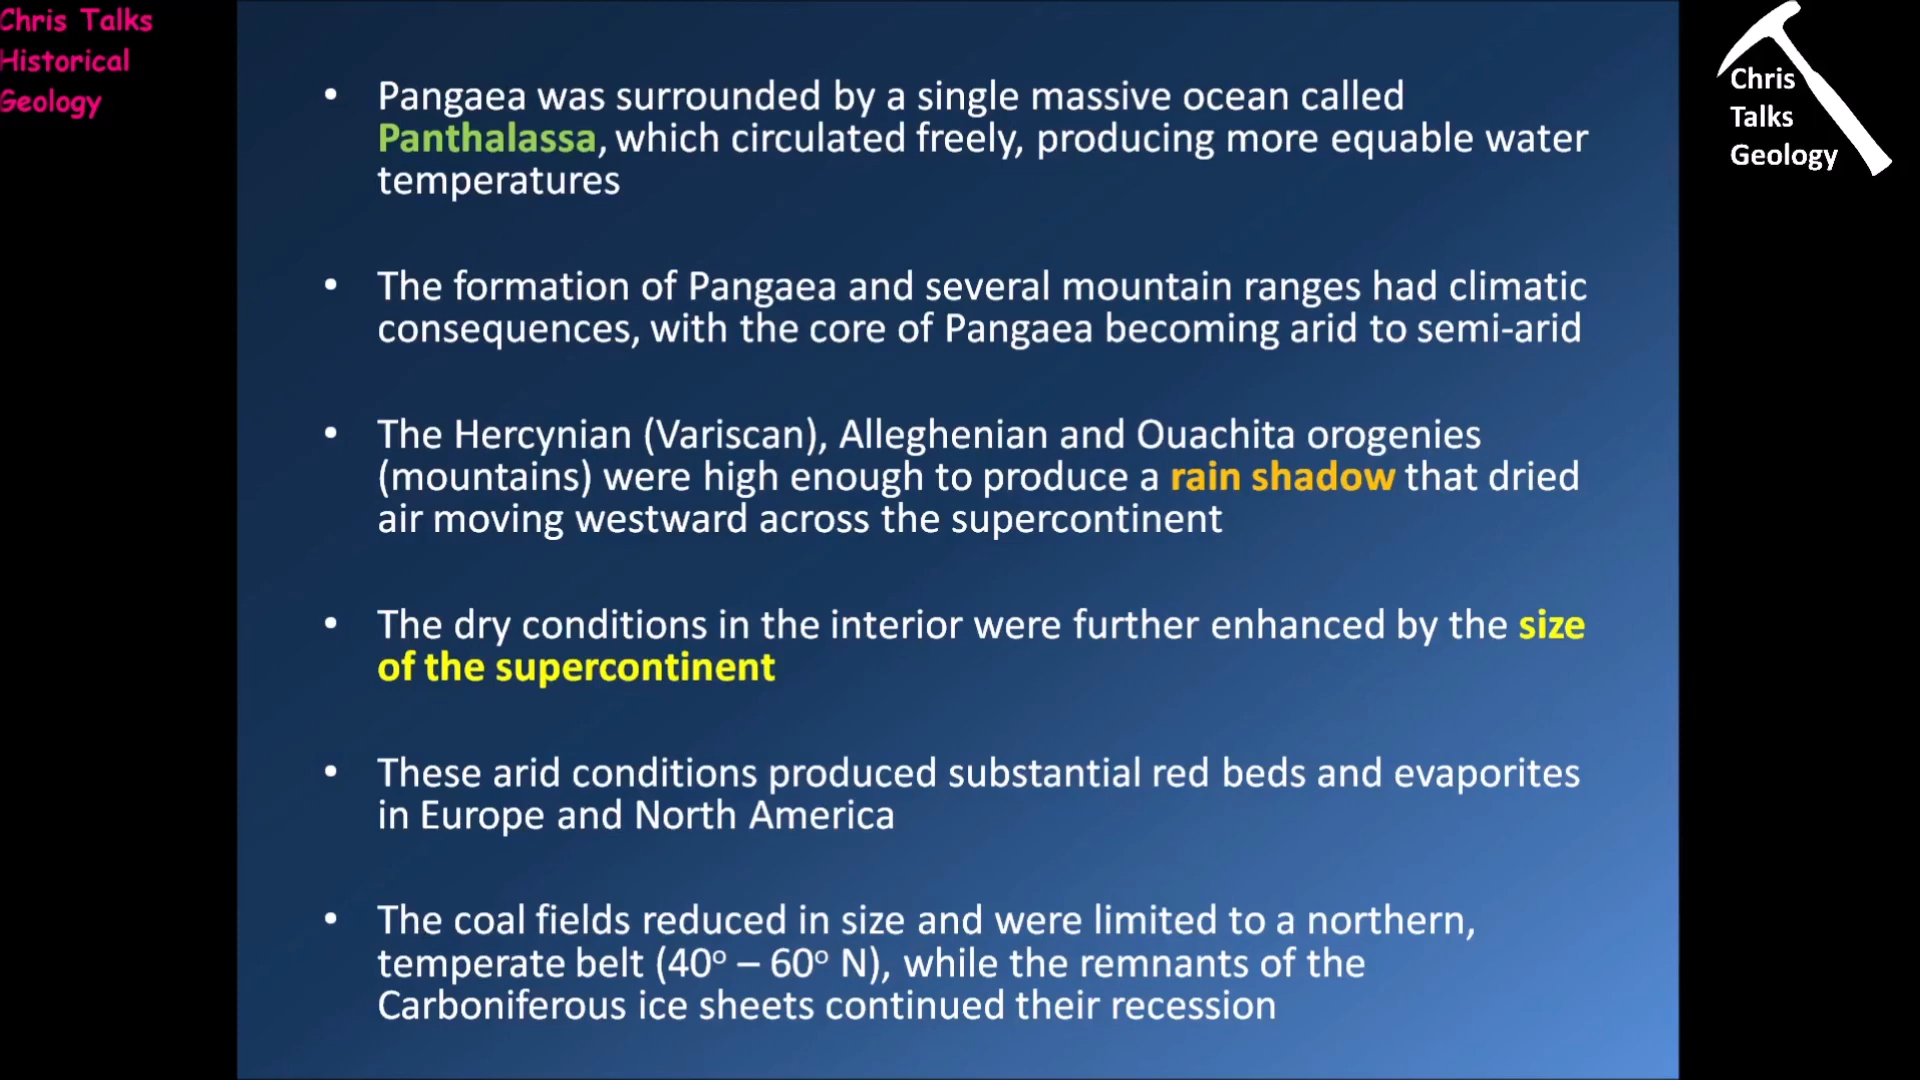 Chris Talks
Historical
Geology
Chris
Talks
Geology
• Pangaea was surrounded by a single massive ocean called
Panthalassa, which circulated freely, producing more equable water
temperatures
• The formation of Pangaea and several mountain ranges had climatic
consequences, with the core of Pangaea becoming arid to semi-arid
• The Hercynian (Variscan), Alleghenian and Ouachita orogenies
(mountains) were high enough to produce a rain shadow that dried
air moving westward across the supercontinent
• The dry conditions in the interior were further enhanced by the size
of the supercontinent
• These arid conditions produced substantial red beds and evaporites
in Europe and North America
• The coal fields reduced in size and were limited to a northern,
temperate belt (40º – 60º N), while the remnants of the
Carboniferous ice sheets continued their recession